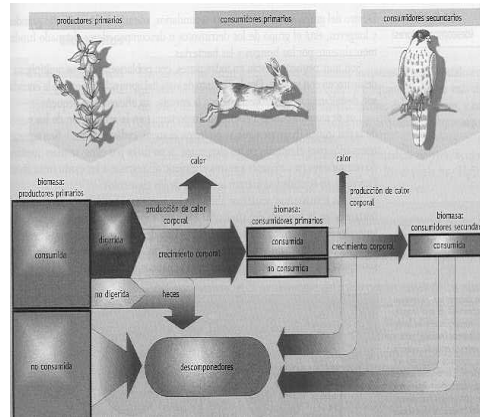 productores primarios
consumidores primarios
consumidores secundarios
calor
calor
biomasa:
productores primarios
producción de calor
corporal
producción de calor
corporal
biomasa:
consumidores primarios
biomasa:
consumidores secundar
consumida
digerida
crecimiento corporal
consumida
no consumida
crecimiento corporal
consumida
no digerida
heces
no consumida
descomponedores